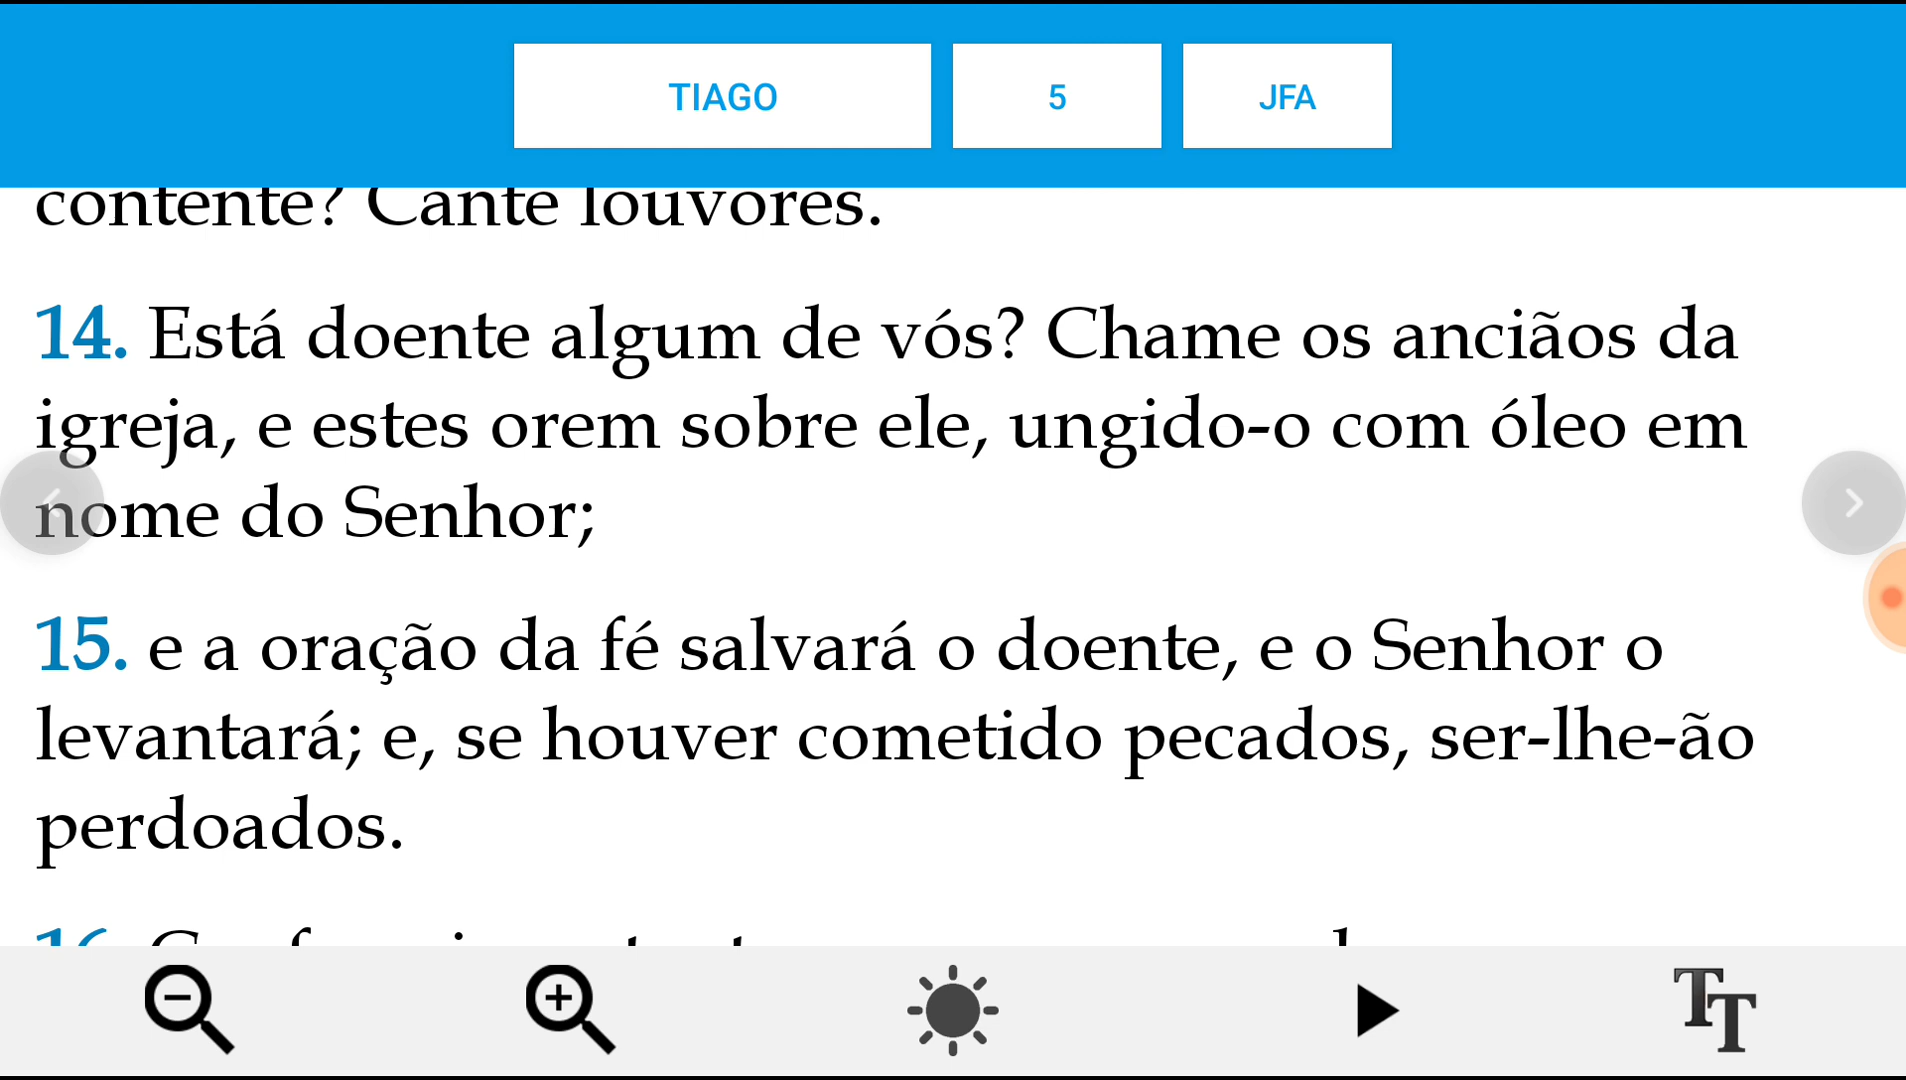 TIAGO 5 JFA
contente? Cante louvores.
14. Está doente algum de vós? Chame os anciãos da
igreja, e estes orem sobre ele, ungido-o com óleo em
nome do Senhor;
15. e a oração da fé salvará o doente, e o Senhor o
levantará; e, se houver cometido pecados, ser-lhe-ão
perdoados.